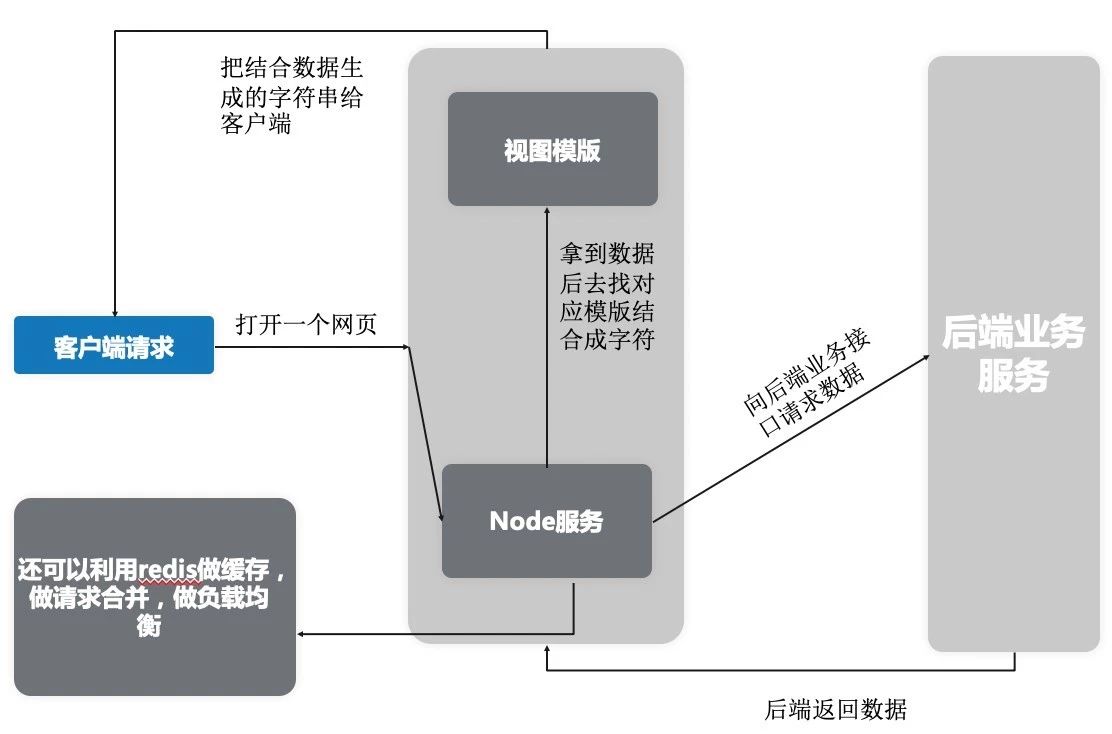 把结合数据生
成的字符串给
客户端
视图模版
拿到数据
后去找对
应模版结
合成字符
打开一个网页
客户端请求
向后端业务接
口请求数据
后端业务
服务
Node服务
还可以利用redis做缓存，
做请求合并，做负载均
衡
后端返回数据